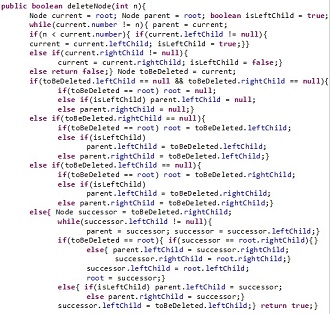 public boolean deleteNode(int n){
Node current = root; Node parent = root; boolean isLeftChild = true;
while(current.number != n){ parent = current;
if(n < current.number){ if(current.leftChild != null){
current = current.leftChild; isLeftChild = true;}}
else if(current.rightChild != null){
current = current.rightChild; isLeftChild = false;}
else return false;} Node toBeDeleted = current;
if(toBeDeleted.leftChild == null && toBeDeleted.rightChild == null){
if(toBeDeleted == root) root = null;
else if(isLeftChild) parent.leftChild = null;
else parent.rightChild = null;}
else if(toBeDeleted.rightChild == null){
if(toBeDeleted == root) root = toBeDeleted.leftChild;
else if(isLeftChild)
parent.leftChild = toBeDeleted.leftChild;
else parent.rightChild = toBeDeleted.leftChild;}
else if(toBeDeleted.leftChild == null){
if(toBeDeleted == root) root = toBeDeleted.rightChild;
else if(isLeftChild)
parent.leftChild = toBeDeleted.rightChild;
else parent.rightChild = toBeDeleted.rightChild;}
else{ Node successor = toBeDeleted.rightChild;
while(successor.leftChild != null){
parent = successor; successor = successor.leftChild;}
if(toBeDeleted == root){ if(successor == root.rightChild){}
else{ parent.leftChild = successor.rightChild;
successor.rightChild = root.rightChild;}
successor.leftChild = root.leftChild;
root = successor;}
else{ if(isLeftChild) parent.leftChild = successor;
else parent.rightChild = successor;}
successor.leftChild = toBeDeleted.leftChild;} return true;}